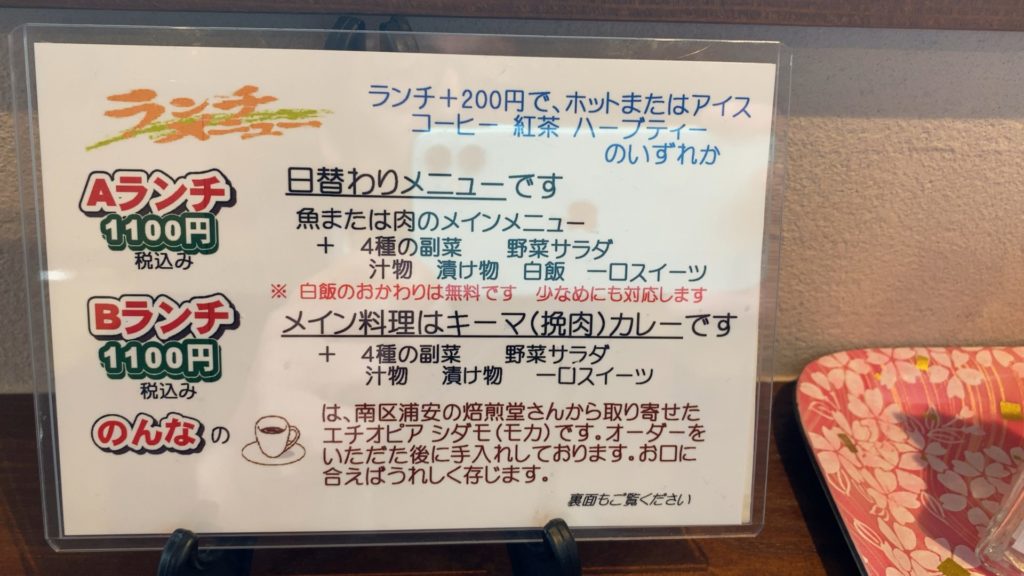 ランチ
メニュー
ランチ＋200円で、ホットまたはアイス
コーヒー 紅茶 ハーブティー
のいずれか
Aランチ
1100円
税込み
日替わりメニューです
魚または肉のメインメニュー
＋ 4種の副菜 野菜サラダ
汁物 漬け物 白飯 一口スイーツ
※ 白飯のおかわりは無料です 少なめにも対応します
Bランチ
1100円
税込み
メイン料理はキーマ(挽肉)カレーです
＋ 4種の副菜 野菜サラダ
汁物 漬け物 一口スイーツ
のんなの
は、南区浦安の焙煎堂さんから取り寄せた
エチオピア シダモ(モカ)です。オーダーを
いただた後に手入れしております。お口に
合えばうれしく存じます。
裏面もご覧ください